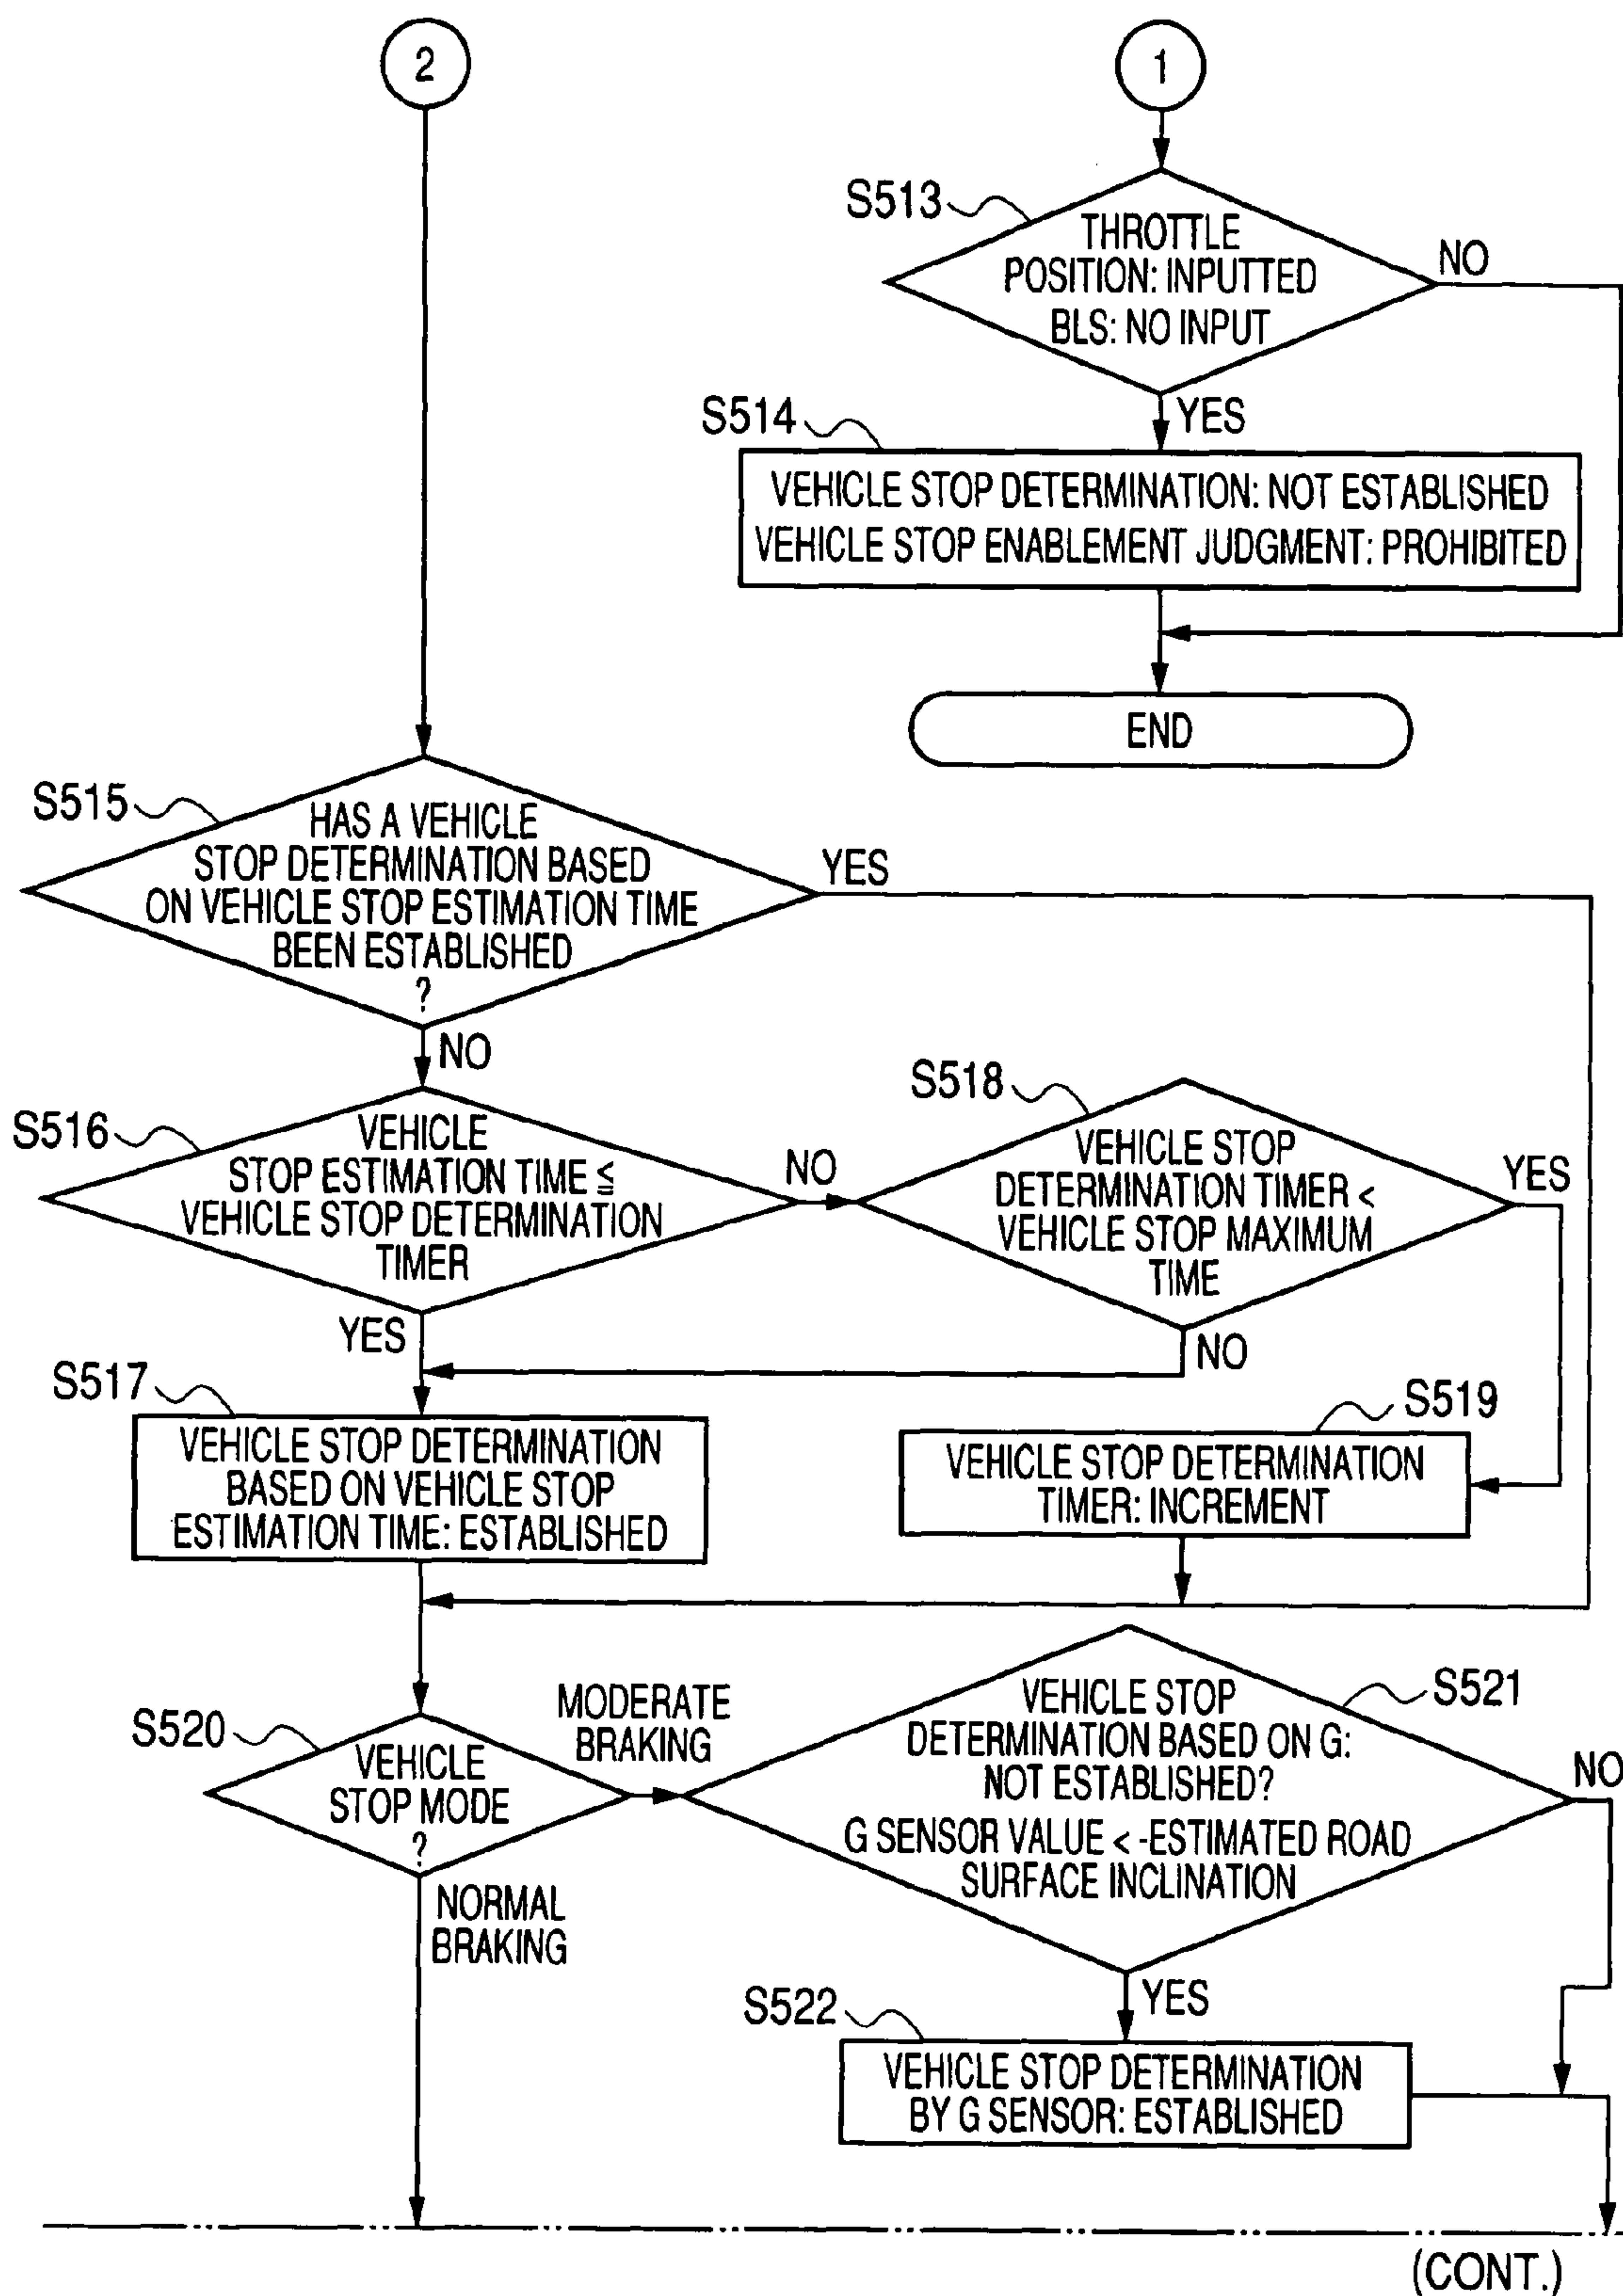 2
1
S513
THROTTLE
POSITION: INPUTTED
BLS: NO INPUT
NO
YES
S514
VEHICLE STOP DETERMINATION: NOT ESTABLISHED
VEHICLE STOP ENABLEMENT JUDGMENT: PROHIBITED
END
S515
HAS A VEHICLE
STOP DETERMINATION BASED
ON VEHICLE STOP ESTIMATION TIME
BEEN ESTABLISHED
?
YES
NO
S516
VEHICLE
STOP ESTIMATION TIME ≦
VEHICLE STOP DETERMINATION
TIMER
NO
YES
S518
VEHICLE STOP
DETERMINATION TIMER <
VEHICLE STOP MAXIMUM
TIME
YES
NO
S517
VEHICLE STOP DETERMINATION
BASED ON VEHICLE STOP
ESTIMATION TIME: ESTABLISHED
S519
VEHICLE STOP DETERMINATION
TIMER: INCREMENT
S520
VEHICLE
STOP MODE
?
MODERATE
BRAKING
NORMAL
BRAKING
S521
VEHICLE STOP
DETERMINATION BASED ON G:
NOT ESTABLISHED?
G SENSOR VALUE < -ESTIMATED ROAD
SURFACE INCLINATION
NO
YES
S522
VEHICLE STOP DETERMINATION
BY G SENSOR: ESTABLISHED
(CONT.)